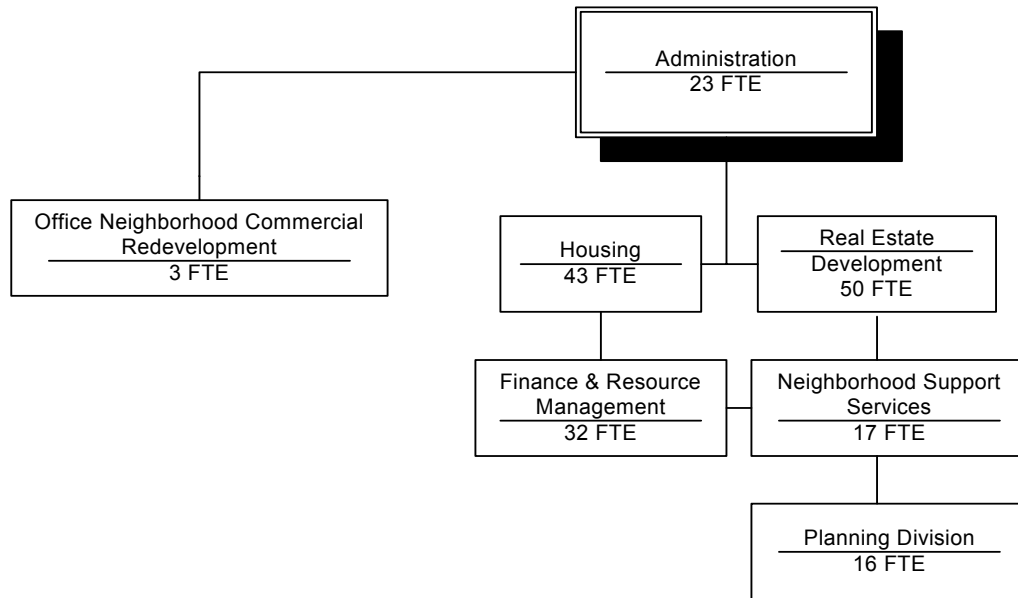 Administration
23 FTE
Office Neighborhood Commercial
Redevelopment
3 FTE
Housing
43 FTE
Real Estate
Development
50 FTE
Finance & Resource
Management
32 FTE
Neighborhood Support
Services
17 FTE
Planning Division
16 FTE